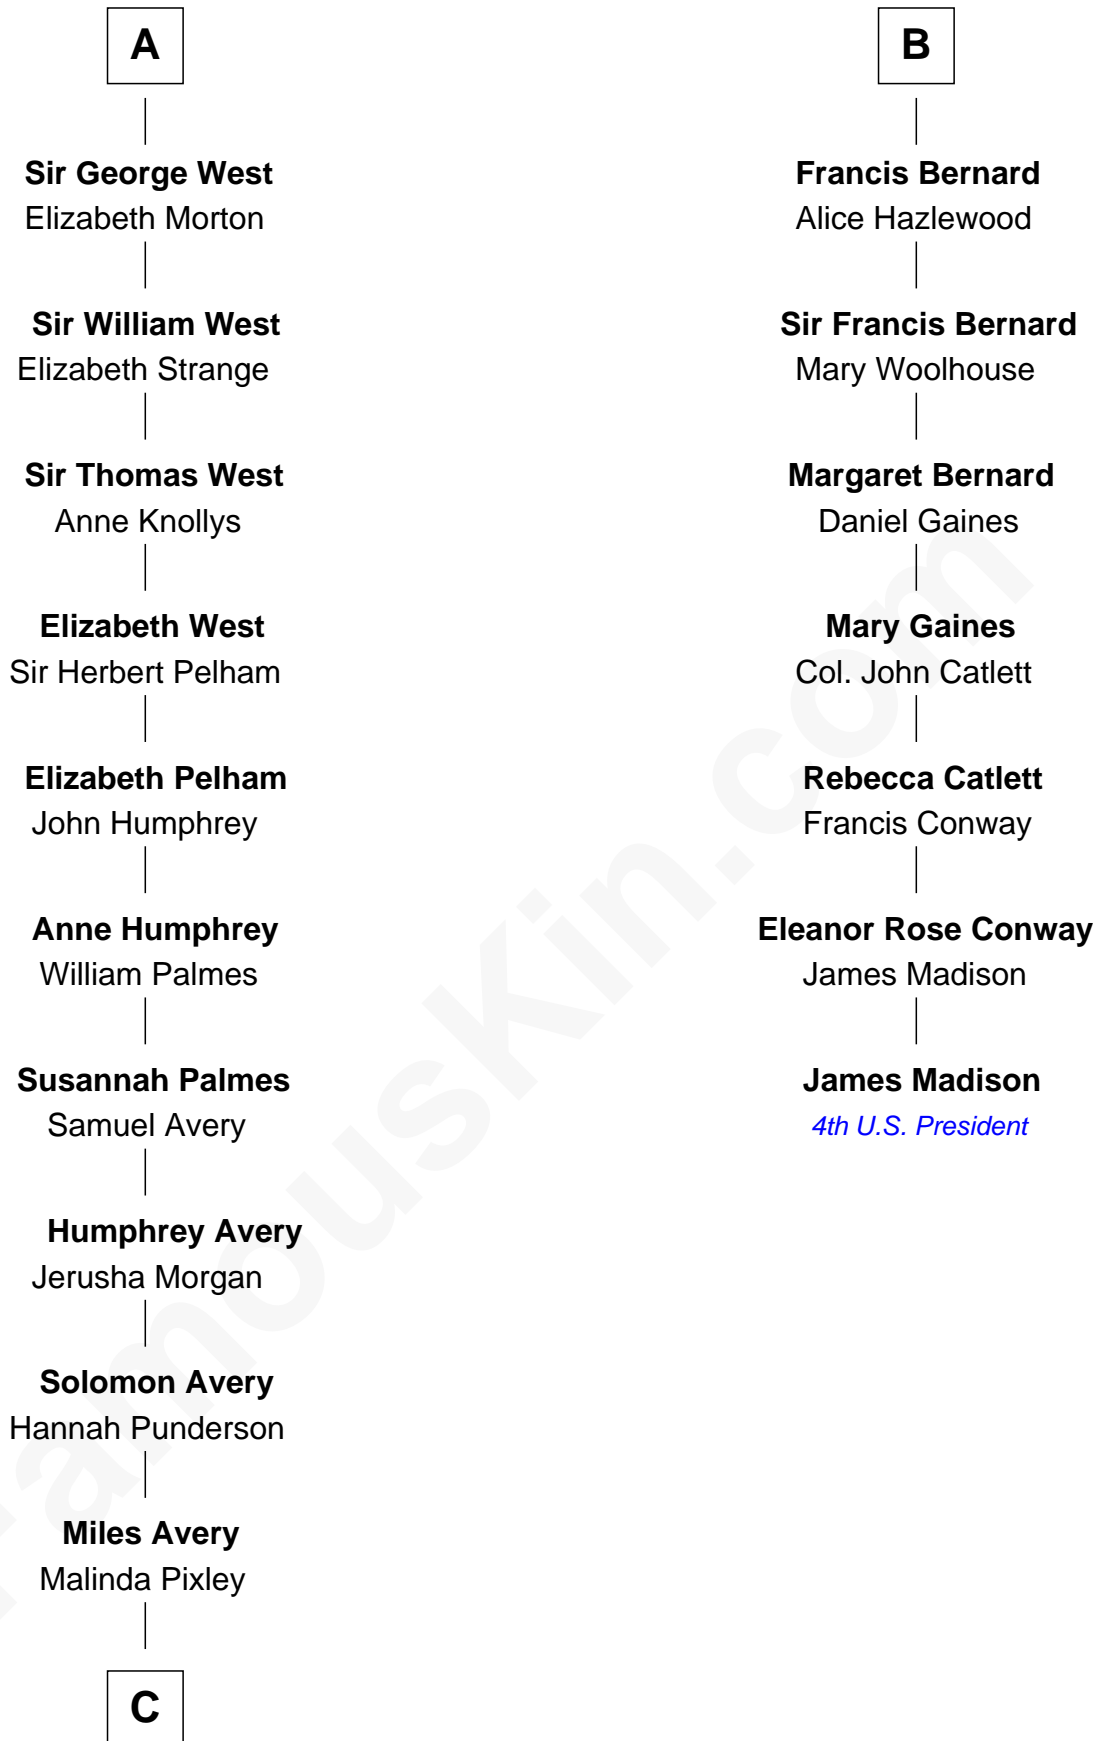 A
Sir George West
Elizabeth Morton
Sir William West
Elizabeth Strange
Sir Thomas West
Anne Knollys
Elizabeth West
Sir Herbert Pelham
Elizabeth Pelham
John Humphrey
Anne Humphrey
William Palmes
Susannah Palmes
Samuel Avery
Humphrey Avery
Jerusha Morgan
Solomon Avery
Hannah Punderson
Miles Avery
Malinda Pixley
C
B
Francis Bernard
Alice Hazlewood
Sir Francis Bernard
Mary Woolhouse
Margaret Bernard
Daniel Gaines
Mary Gaines
Col. John Catlett
Rebecca Catlett
Francis Conway
Eleanor Rose Conway
James Madison
James Madison
4th U.S. President
FamousKin.com